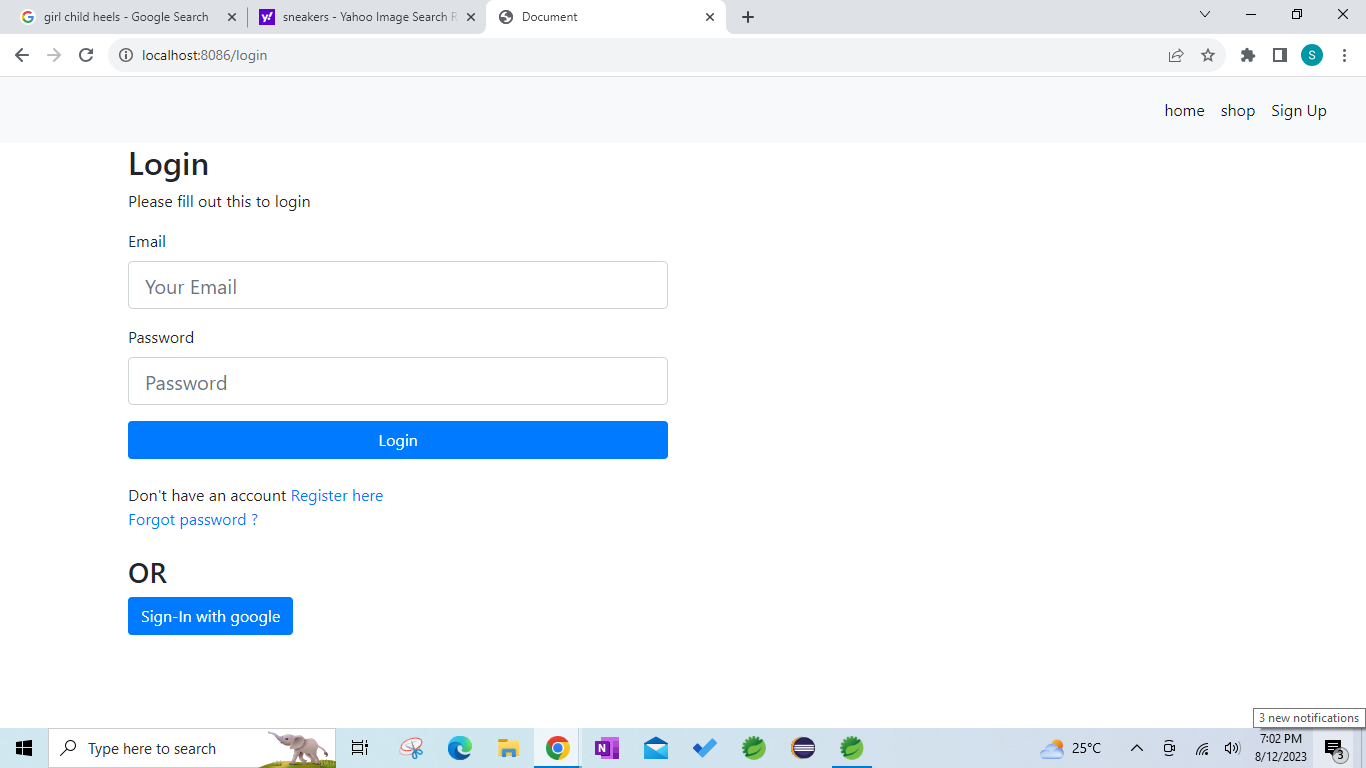 girl child heels - Google Search
sneakers - Yahoo Image Search R
Document
localhost:8086/login
S
home shop Sign Up
Login
Please fill out this to login
Email
Your Email
Password
Password
Login
Don't have an account Register here
Forgot password ?
OR
Sign-In with google
3 new notifications
Type here to search
N
25°C
7:02 PM
8/12/2023
3